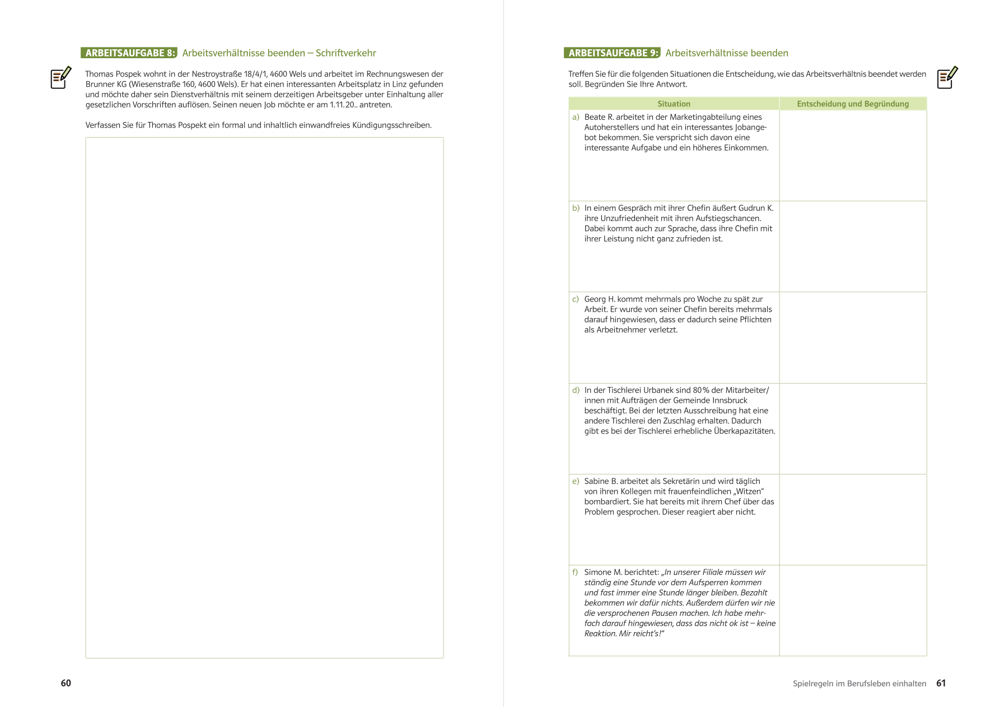 ARBEITSAUFGABE 8: Arbeitsverhältnisse beenden – Schriftverkehr
Thomas Pospek wohnt in der Nestroystraße 18/4/1, 4600 Wels und arbeitet im Rechnungswesen der
Brunner KG (Wiesenstraße 160, 4600 Wels). Er hat einen interessanten Arbeitsplatz in Linz gefunden
und möchte daher sein Dienstverhältnis mit seinem derzeitigen Arbeitgeber unter Einhaltung aller
gesetzlichen Vorschriften auflösen. Seinen neuen Job möchte er am 1.11.20.. antreten.
Verfassen Sie für Thomas Pospekt ein formal und inhaltlich einwandfreies Kündigungsschreiben.
60
ARBEITSAUFGABE 9: Arbeitsverhältnisse beenden
Treffen Sie für die folgenden Situationen die Entscheidung, wie das Arbeitsverhältnis beendet werden
soll. Begründen Sie Ihre Antwort.
Situation
Entscheidung und Begründung
a) Beate R. arbeitet in der Marketingabteilung eines
Autoherstellers und hat ein interessantes Jobange-
bot bekommen. Sie verspricht sich davon eine
interessante Aufgabe und ein höheres Einkommen.
b) In einem Gespräch mit ihrer Chefin äußert Gudrun K.
ihre Unzufriedenheit mit ihren Aufstiegschancen.
Dabei kommt auch zur Sprache, dass ihre Chefin mit
ihrer Leistung nicht ganz zufrieden ist.
c) Georg H. kommt mehrmals pro Woche zu spät zur
Arbeit. Er wurde von seiner Chefin bereits mehrmals
darauf hingewiesen, dass er dadurch seine Pflichten
als Arbeitnehmer verletzt.
d) In der Tischlerei Urbanek sind 80 % der Mitarbeiter/
innen mit Aufträgen der Gemeinde Innsbruck
beschäftigt. Bei der letzten Ausschreibung hat eine
andere Tischlerei den Zuschlag erhalten. Dadurch
gibt es bei der Tischlerei erhebliche Überkapazitäten.
e) Sabine B. arbeitet als Sekretärin und wird täglich
von ihren Kollegen mit frauenfeindlichen „Witzen“
bombardiert. Sie hat bereits mit ihrem Chef über das
Problem gesprochen. Dieser reagiert aber nicht.
f) Simone M. berichtet: „In unserer Filiale müssen wir
ständig eine Stunde vor dem Aufsperren kommen
und fast immer eine Stunde länger bleiben. Bezahlt
bekommen wir dafür nichts. Außerdem dürfen wir nie
die versprochenen Pausen machen. Ich habe mehr-
fach darauf hingewiesen, dass das nicht ok ist – keine
Reaktion. Mir reicht’s!“
Spielregeln im Berufsleben einhalten 61